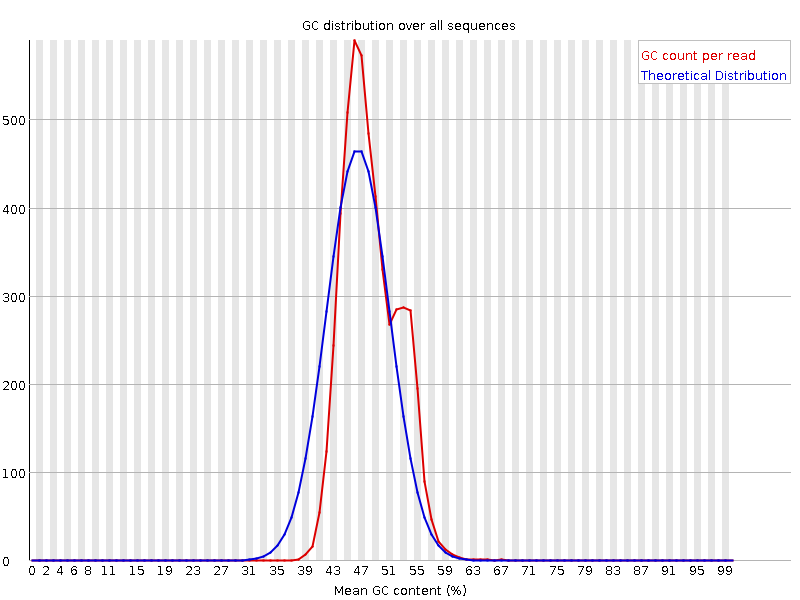 GC distribution over all sequences
GC count per read
Theoretical Distribution
500
400
300
200
100
0
0 2 4 6 8 11 15 19 23 27 31 35 39 43 47 51 55 59 63 67 71 75 79 83 87 91 95 99
Mean GC content (%)